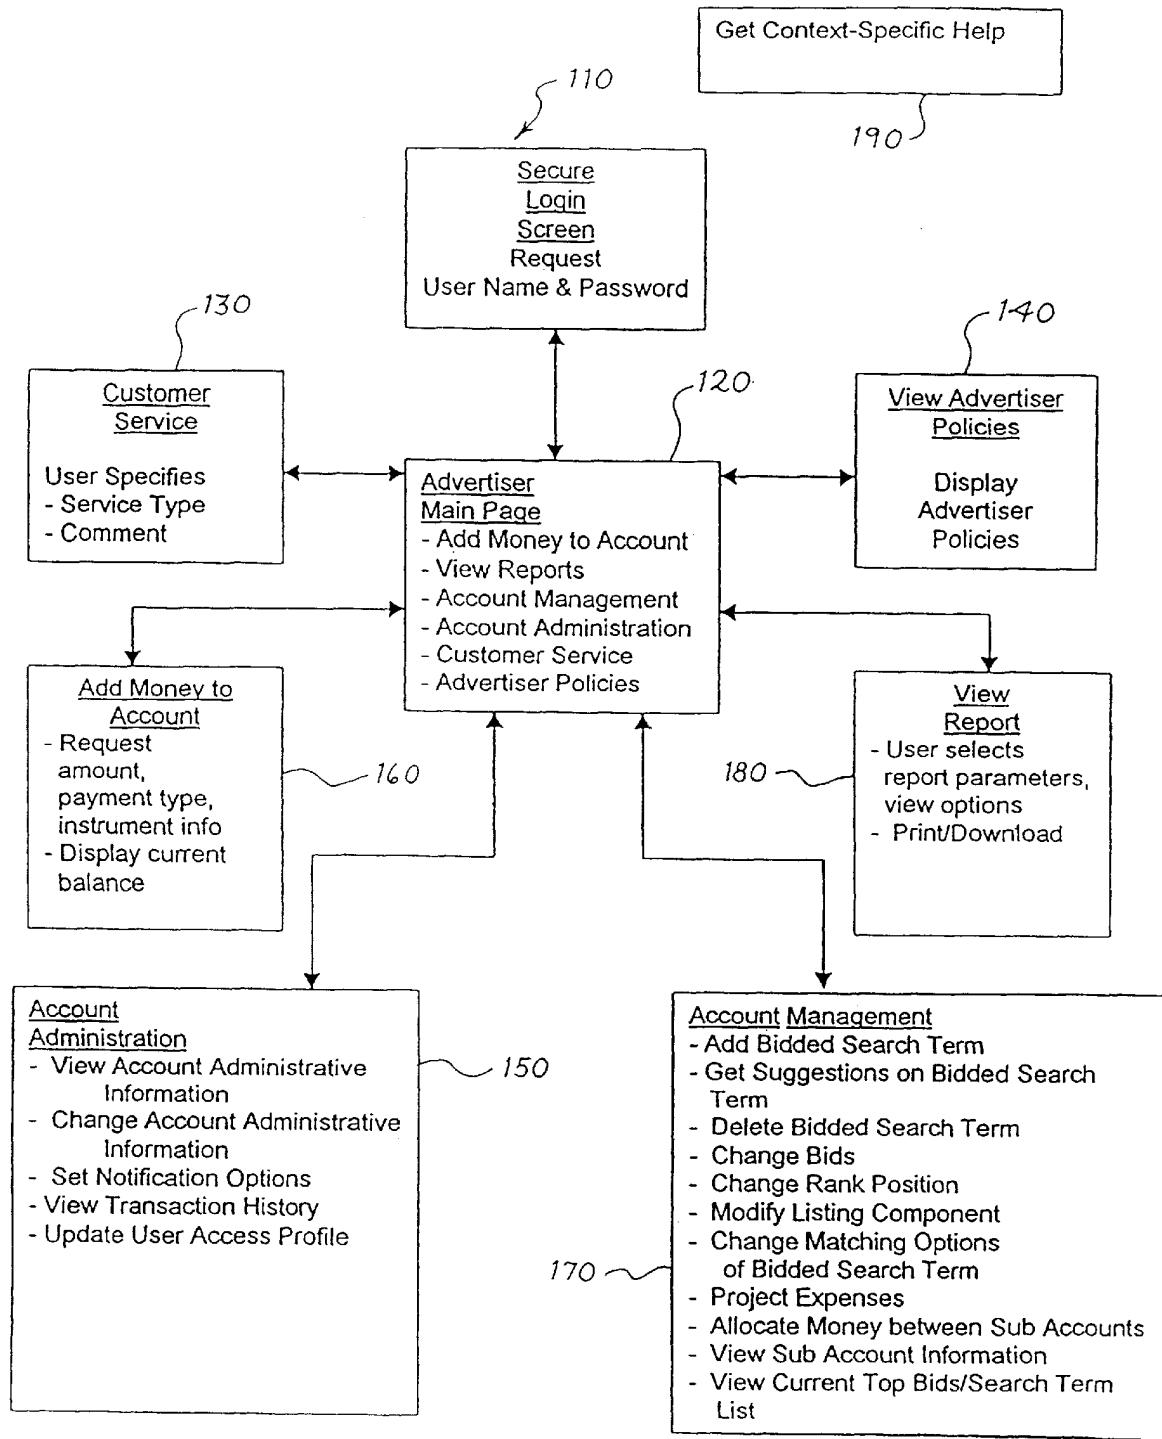 Get Context-Specific Help
190
110
Secure
Login
Screen
Request
User Name & Password
130
Customer
Service
User Specifies
- Service Type
- Comment
120
Advertiser
Main Page
- Add Money to Account
- View Reports
- Account Management
- Account Administration
- Customer Service
- Advertiser Policies
140
View Advertiser
Policies
Display
Advertiser
Policies
Add Money to
Account
- Request
amount,
payment type,
instrument info
- Display current
balance
160
180
View
Report
- User selects
report parameters,
view options
- Print/Download
Account
Administration
- View Account Administrative
Information
- Change Account Administrative
Information
- Set Notification Options
- View Transaction History
- Update User Access Profile
150
170
Account Management
- Add Bidded Search Term
- Get Suggestions on Bidded Search
Term
- Delete Bidded Search Term
- Change Bids
- Change Rank Position
- Modify Listing Component
- Change Matching Options
of Bidded Search Term
- Project Expenses
- Allocate Money between Sub Accounts
- View Sub Account Information
- View Current Top Bids/Search Term
List